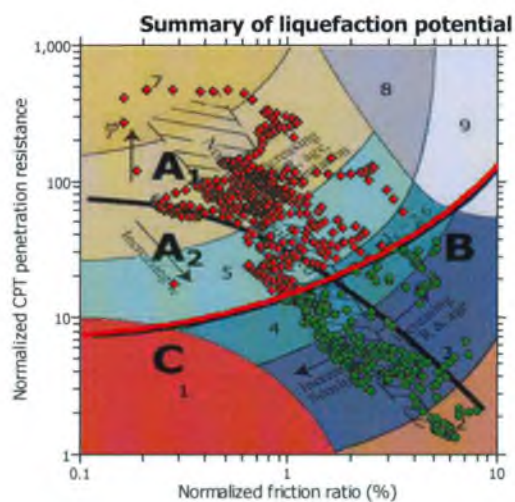 Summary of liquefaction potential
Normalized CPT penetration resistance
1,000
100
10
1
7
8
9
A1
A2
B
5
4
3
2
C
1
0.1
1
10
Normalized friction ratio (%)